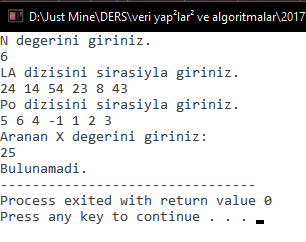 D:\Just Mine\DERS\veri yap²lar² ve algoritmalar\2017
N degerini giriniz.
6
LA dizisini sirasiyla giriniz.
24 14 54 23 8 43
Po dizisini sirasiyla giriniz.
5 6 4 -1 1 2 3
Aranan X degerini giriniz:
25
Bulunamadi.
--------------------------------
Process exited with return value 0
Press any key to continue . . .